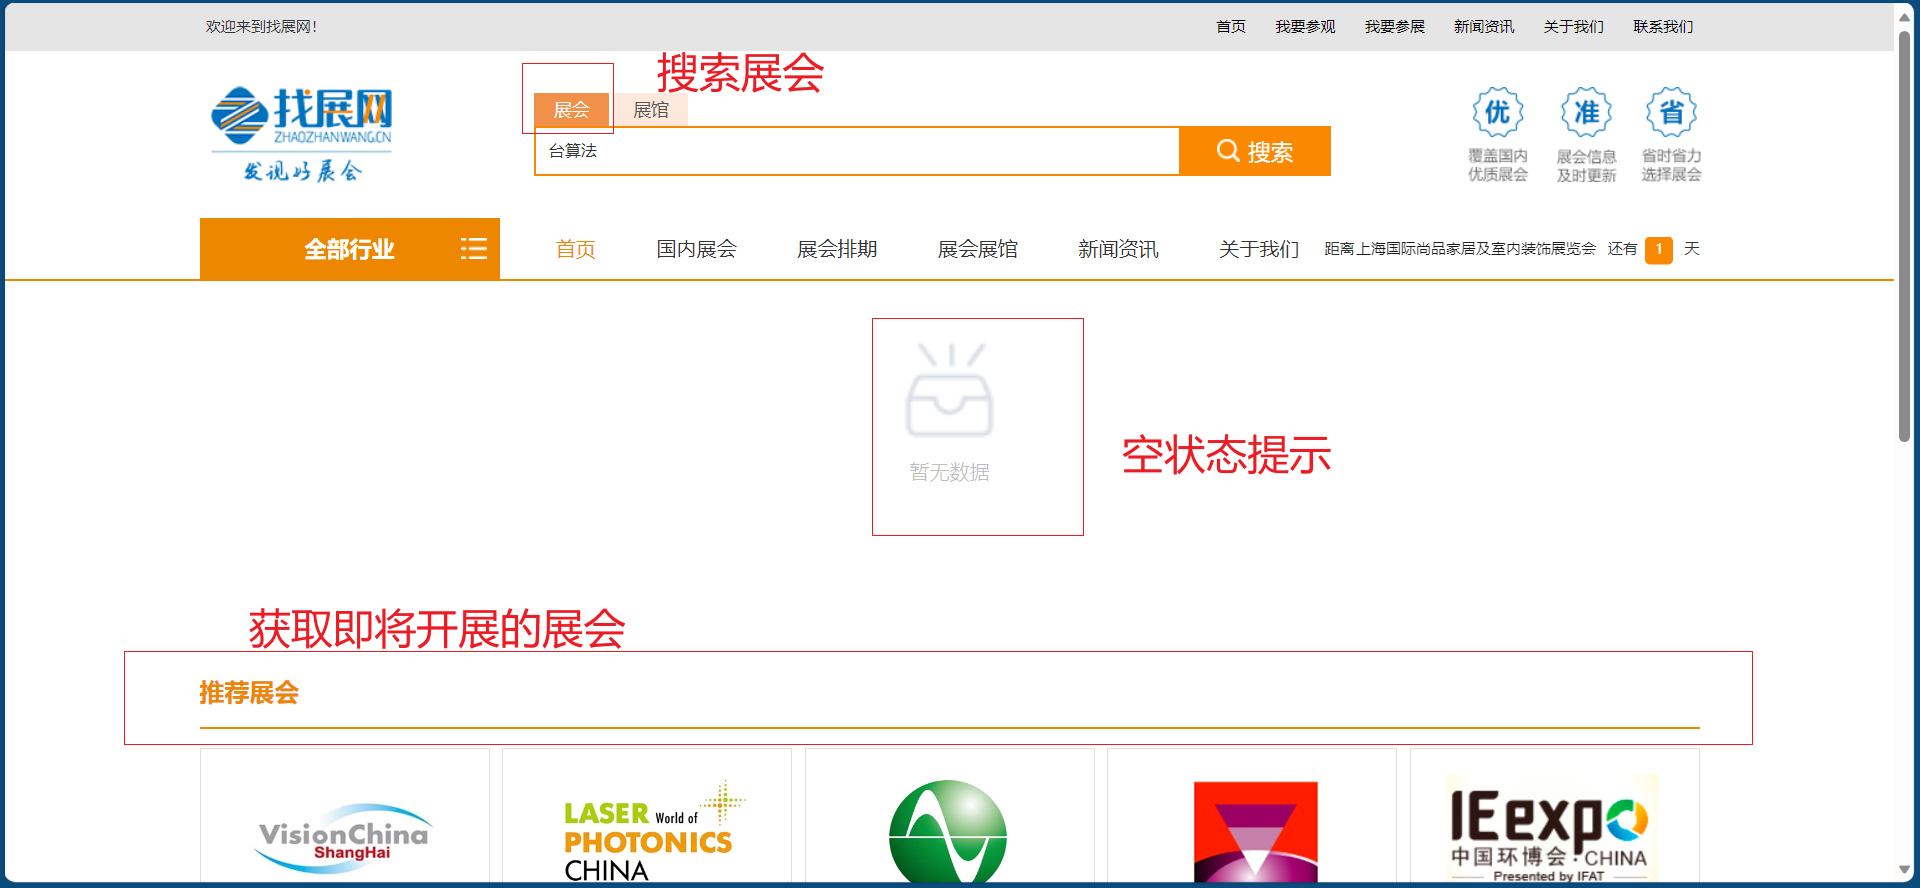 欢迎来到找展网!
首页 我要参观 我要参展 新闻资讯 关于我们 联系我们
搜索展会
找展网
ZHAOZHANWANG.CN
发现好展会
展会 展馆
台算法
搜索
优 准 省
覆盖国内 展会信息 省时省力
优质展会 及时更新 选择展会
全部行业
首页 国内展会 展会排期 展会展馆 新闻资讯 关于我们 距离上海国际尚品家居及室内装饰展览会 还有 1 天
暂无数据
空状态提示
获取即将开展的展会
推荐展会
VisionChina
ShangHai
LASER World of
PHOTONICS
CHINA
IEexpo
中国环博会·CHINA
Presented by IFAT